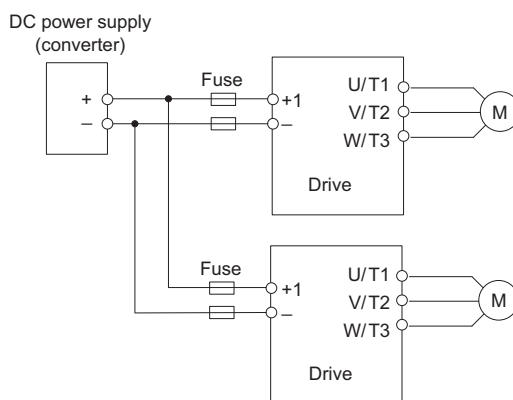 DC power supply
(converter)
+
–
Fuse
+1
–
U/T1
V/T2
W/T3
Drive
M
Fuse
+1
–
U/T1
V/T2
W/T3
Drive
M